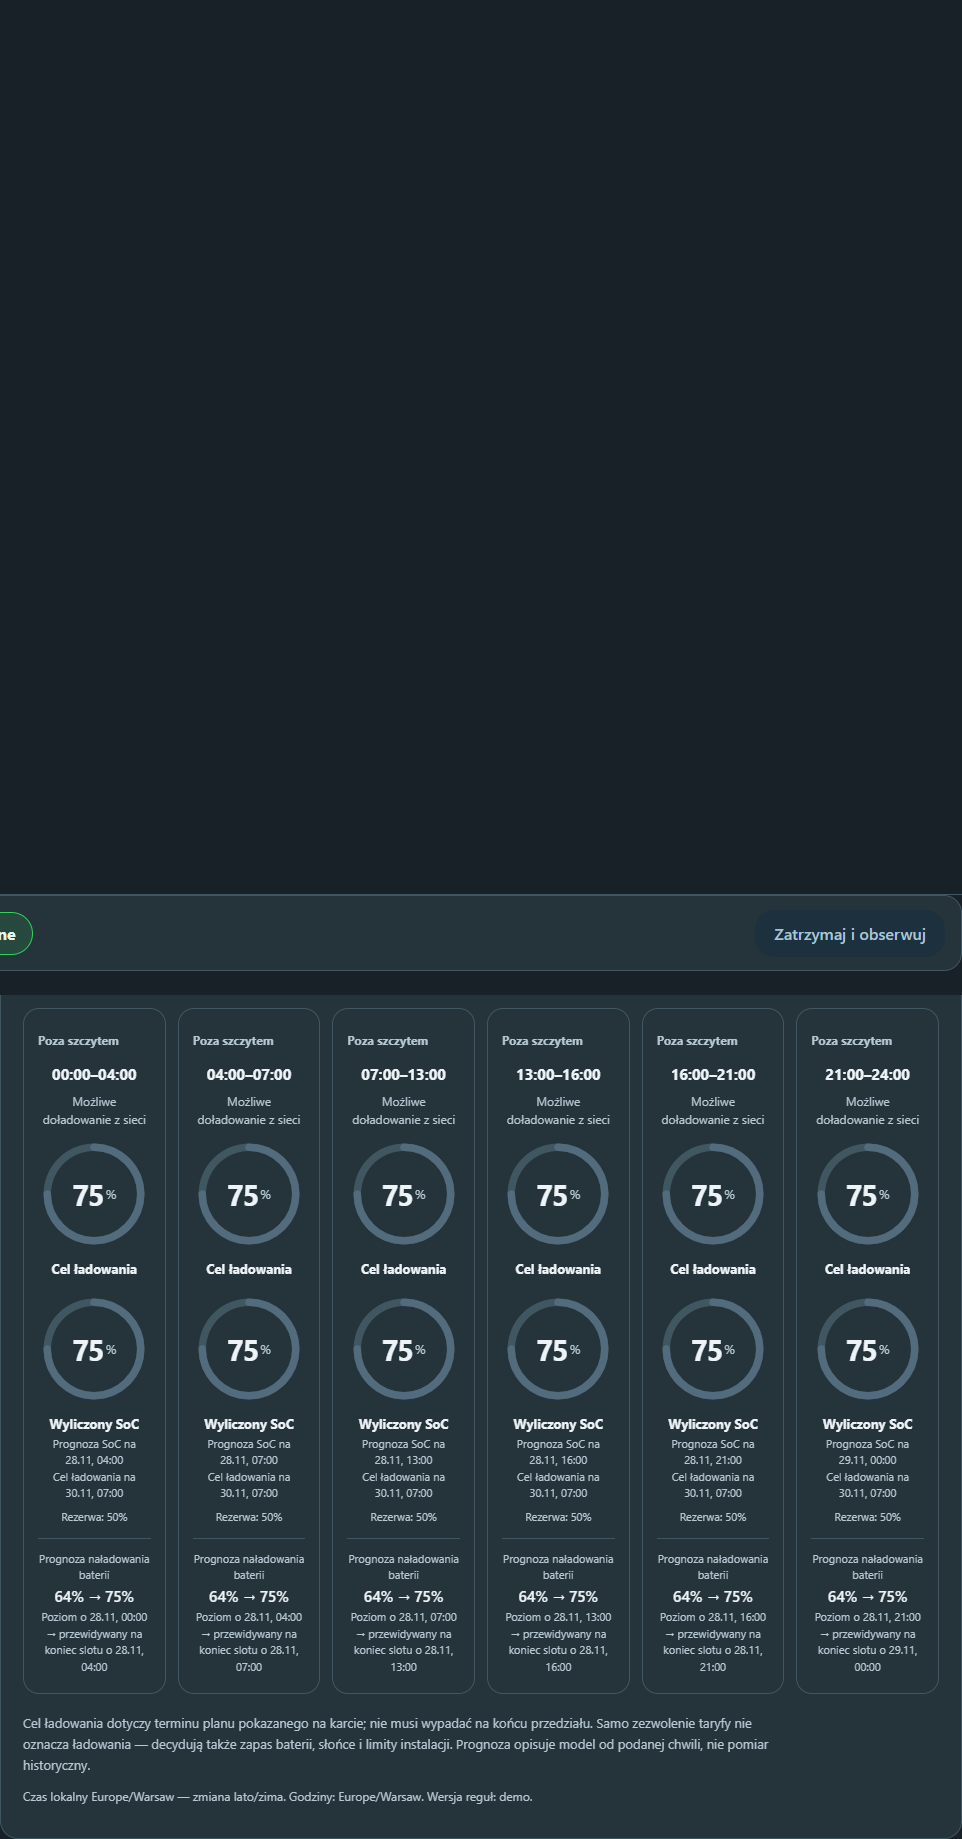 ne
Zatrzymaj i obserwuj
Poza szczytem
00:00–04:00
Możliwe
doładowanie z sieci
75%
Cel ładowania
75%
Wyliczony SoC
Prognoza SoC na
28.11, 04:00
Cel ładowania na
30.11, 07:00
Rezerwa: 50%
Prognoza naładowania
baterii
64% → 75%
Poziom o 28.11, 00:00
→ przewidywany na
koniec slotu o 28.11,
04:00
Poza szczytem
04:00–07:00
Możliwe
doładowanie z sieci
75%
Cel ładowania
75%
Wyliczony SoC
Prognoza SoC na
28.11, 07:00
Cel ładowania na
30.11, 07:00
Rezerwa: 50%
Prognoza naładowania
baterii
64% → 75%
Poziom o 28.11, 04:00
→ przewidywany na
koniec slotu o 28.11,
07:00
Poza szczytem
07:00–13:00
Możliwe
doładowanie z sieci
75%
Cel ładowania
75%
Wyliczony SoC
Prognoza SoC na
28.11, 13:00
Cel ładowania na
30.11, 07:00
Rezerwa: 50%
Prognoza naładowania
baterii
64% → 75%
Poziom o 28.11, 07:00
→ przewidywany na
koniec slotu o 28.11,
13:00
Poza szczytem
13:00–16:00
Możliwe
doładowanie z sieci
75%
Cel ładowania
75%
Wyliczony SoC
Prognoza SoC na
28.11, 16:00
Cel ładowania na
30.11, 07:00
Rezerwa: 50%
Prognoza naładowania
baterii
64% → 75%
Poziom o 28.11, 13:00
→ przewidywany na
koniec slotu o 28.11,
16:00
Poza szczytem
16:00–21:00
Możliwe
doładowanie z sieci
75%
Cel ładowania
75%
Wyliczony SoC
Prognoza SoC na
28.11, 21:00
Cel ładowania na
30.11, 07:00
Rezerwa: 50%
Prognoza naładowania
baterii
64% → 75%
Poziom o 28.11, 16:00
→ przewidywany na
koniec slotu o 28.11,
21:00
Poza szczytem
21:00–24:00
Możliwe
doładowanie z sieci
75%
Cel ładowania
75%
Wyliczony SoC
Prognoza SoC na
29.11, 00:00
Cel ładowania na
30.11, 07:00
Rezerwa: 50%
Prognoza naładowania
baterii
64% → 75%
Poziom o 28.11, 21:00
→ przewidywany na
koniec slotu o 29.11,
00:00
Cel ładowania dotyczy terminu planu pokazanego na karcie; nie musi wypadać na końcu przedziału. Samo zezwolenie taryfy nie
oznacza ładowania — decydują także zapas baterii, słońce i limity instalacji. Prognoza opisuje model od podanej chwili, nie pomiar
historyczny.
Czas lokalny Europe/Warsaw — zmiana lato/zima. Godziny: Europe/Warsaw. Wersja reguł: demo.